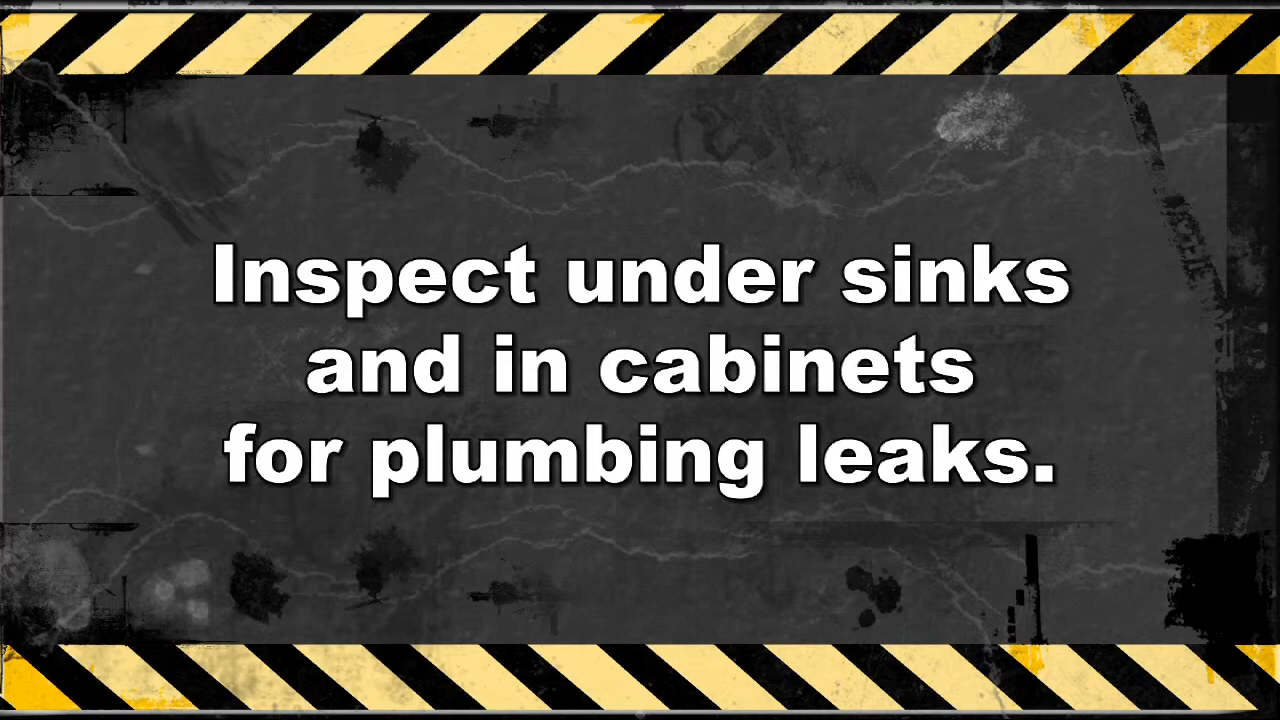 Inspect under sinks
and in cabinets
for plumbing leaks.